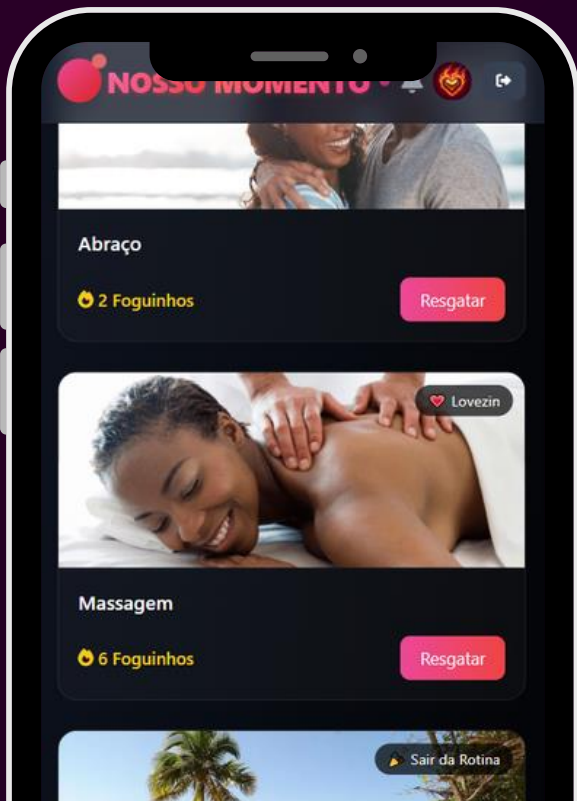 NOSSO MOMENTO
Abraço
2 Foguinhos
Resgatar
Lovezin
Massagem
6 Foguinhos
Resgatar
Sair da Rotina